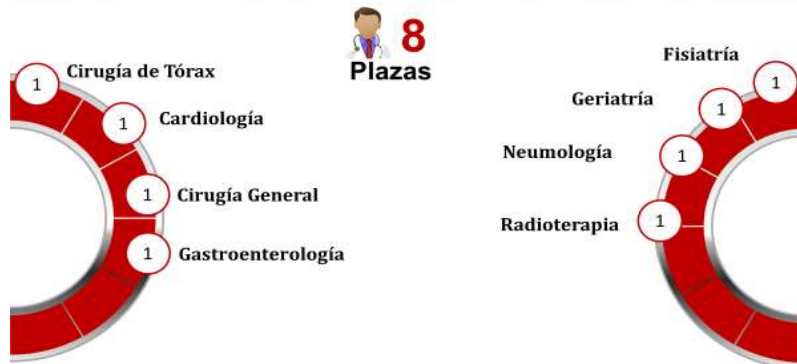 8
Plazas
1
Cirugía de Tórax
1
Cardiología
1
Cirugía General
1
Gastroenterología
Fisiatría
1
Geriatría
1
Neumología
1
Radioterapia
1